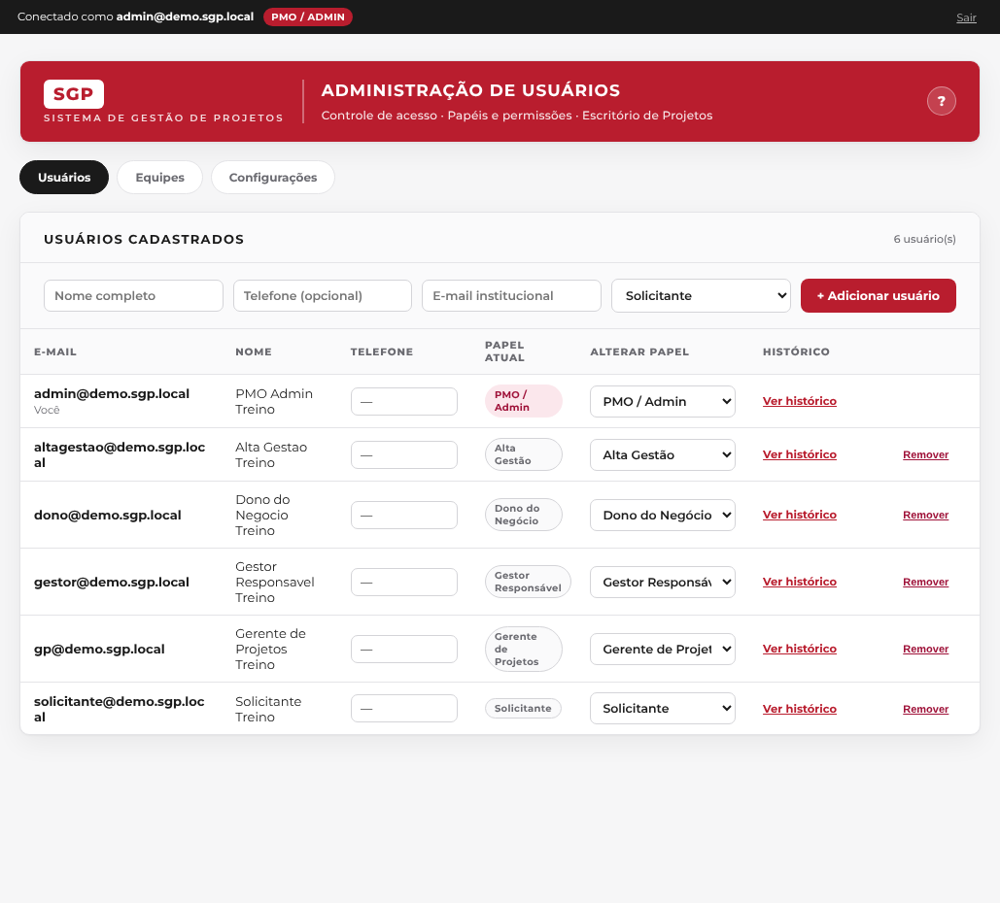 Conectado como admin@demo.sgp.local PMO / ADMIN Sair
SGP
SISTEMA DE GESTÃO DE PROJETOS
ADMINISTRAÇÃO DE USUÁRIOS
Controle de acesso · Papéis e permissões · Escritório de Projetos
?
Usuários Equipes Configurações
USUÁRIOS CADASTRADOS 6 usuário(s)
Nome completo Telefone (opcional) E-mail institucional Solicitante + Adicionar usuário
E-MAIL NOME TELEFONE PAPEL ATUAL ALTERAR PAPEL HISTÓRICO
admin@demo.sgp.local
Você
PMO Admin
Treino
—
PMO /
Admin
PMO / Admin
Ver histórico
altagestao@demo.sgp.loc
al
Alta Gestao
Treino
—
Alta
Gestão
Alta Gestão
Ver histórico
Remover
dono@demo.sgp.local
Dono do
Negocio
Treino
—
Dono do
Negócio
Dono do Negócio
Ver histórico
Remover
gestor@demo.sgp.local
Gestor
Responsavel
Treino
—
Gestor
Responsável
Gestor Responsáv
Ver histórico
Remover
gp@demo.sgp.local
Gerente de
Projetos
Treino
—
Gerente
de
Projetos
Gerente de Projet
Ver histórico
Remover
solicitante@demo.sgp.loc
al
Solicitante
Treino
—
Solicitante
Solicitante
Ver histórico
Remover